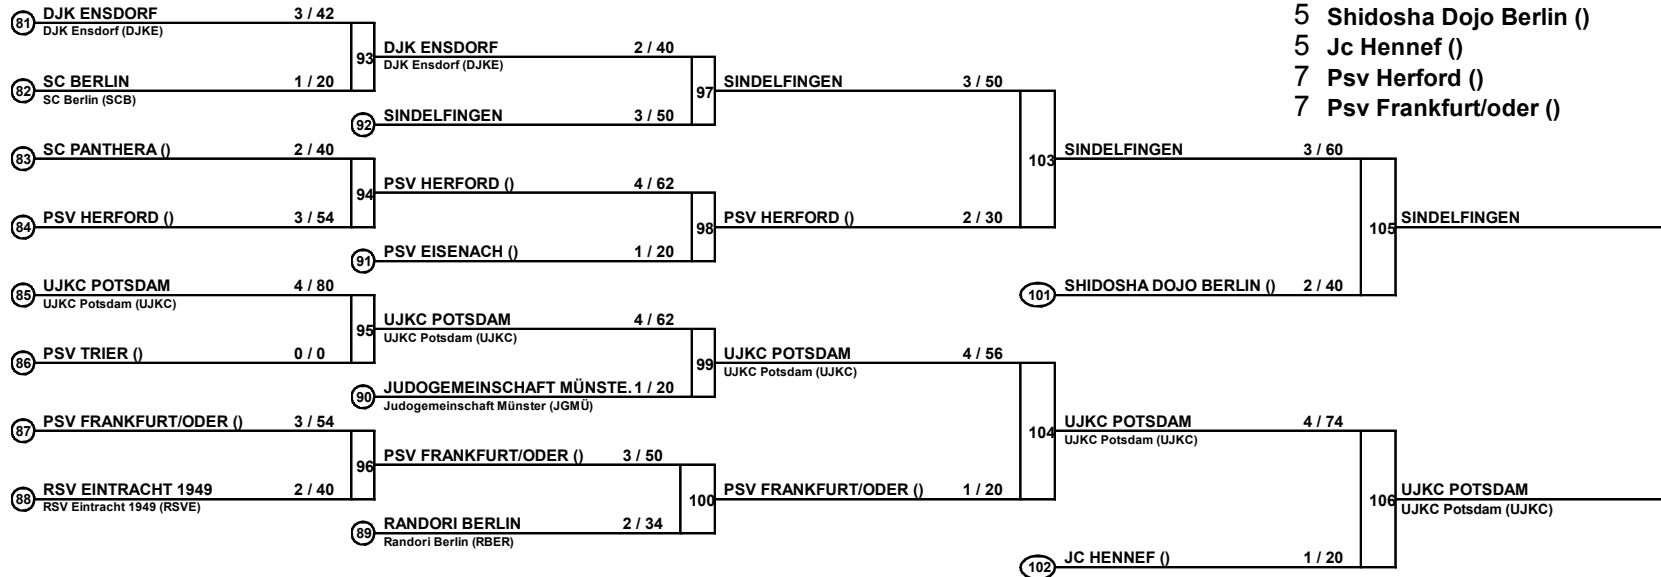 81 DJK ENSDORF 3 / 42
DJK Ensdorf (DJKE)
82 SC BERLIN 1 / 20
SC Berlin (SCB)
83 SC PANTHERA () 2 / 40
84 PSV HERFORD () 3 / 54
85 UJKC POTSDAM 4 / 80
UJKC Potsdam (UJKC)
86 PSV TRIER () 0 / 0
87 PSV FRANKFURT/ODER () 3 / 54
88 RSV EINTRACHT 1949 2 / 40
RSV Eintracht 1949 (RSVE)
93 DJK ENSDORF 2 / 40
DJK Ensdorf (DJKE)
92 SINDELFINGEN 3 / 50
94 PSV HERFORD () 4 / 62
91 PSV EISENACH () 1 / 20
95 UJKC POTSDAM 4 / 62
UJKC Potsdam (UJKC)
90 JUDOGEMEINSCHAFT MÜNSTE. 1 / 20
Judogemeinschaft Münster (JGMÜ)
96 PSV FRANKFURT/ODER () 3 / 50
89 RANDORI BERLIN 2 / 34
Randori Berlin (RBER)
97 SINDELFINGEN 3 / 50
98 PSV HERFORD () 2 / 30
99 UJKC POTSDAM 4 / 56
UJKC Potsdam (UJKC)
100 PSV FRANKFURT/ODER () 1 / 20
103 SINDELFINGEN 3 / 60
101 SHIDOSHA DOJO BERLIN () 2 / 40
104 UJKC POTSDAM 4 / 74
UJKC Potsdam (UJKC)
102 JC HENNEF () 1 / 20
105 SINDELFINGEN
106 UJKC POTSDAM
UJKC Potsdam (UJKC)
5 Shidosha Dojo Berlin ()
5 Jc Hennef ()
7 Psv Herford ()
7 Psv Frankfurt/oder ()